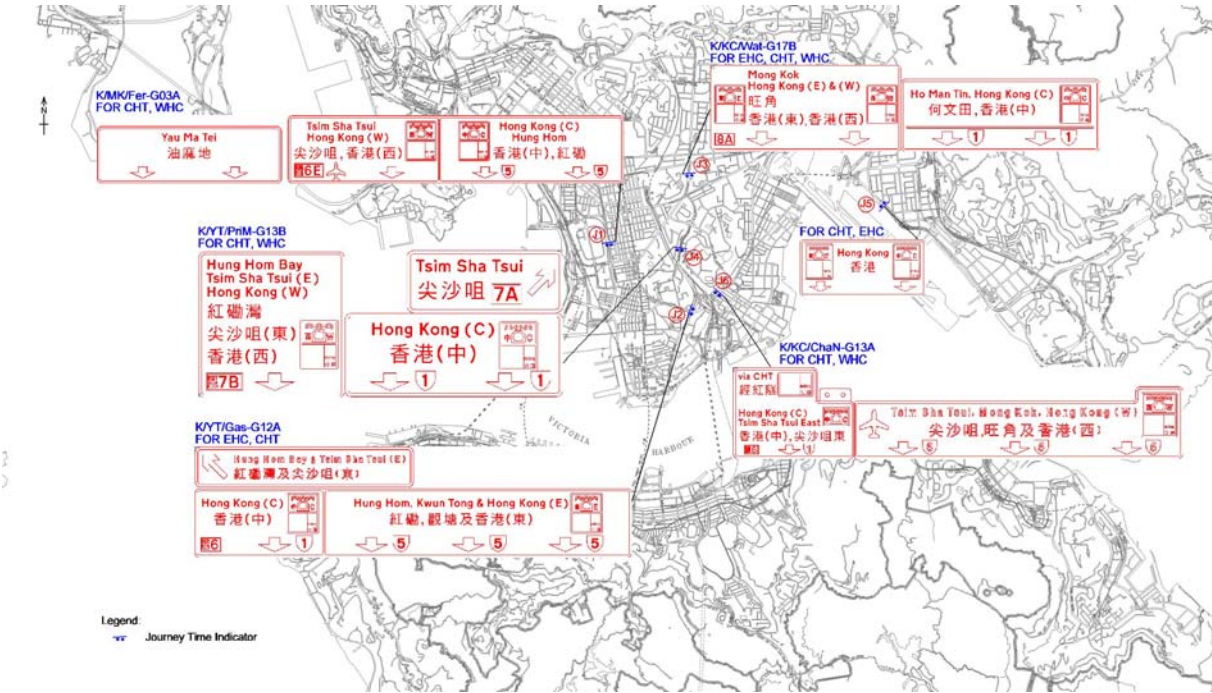 K/MK/Fer-G03A
FOR CHT, WHC
Yau Ma Tei
油麻地
Tsim Sha Tsui
Hong Kong (W)
尖沙咀,香港(西)
6E
Hong Kong (C)
Hung Hom
香港(中),紅磡
5
5
K/KC/Wat-G17B
FOR EHC, CHT, WHC
Mong Kok
Hong Kong (E) & (W)
旺角
香港(東),香港(西)
8A
Ho Man Tin, Hong Kong (C)
何文田,香港(中)
1
1
N
J1
J2
J3
J4
J5
J6
K/YT/PriM-G13B
FOR CHT, WHC
Hung Hom Bay
Tsim Sha Tsui (E)
Hong Kong (W)
紅磡灣
尖沙咀(東)
香港(西)
7B
Tsim Sha Tsui
尖沙咀 7A
Hong Kong (C)
香港(中)
1
1
FOR CHT, EHC
Hong Kong
香港
K/KC/ChaN-G13A
FOR CHT, WHC
via CHT
經紅隧
Hong Kong (C)
Tsim Sha Tsui East
香港(中),尖沙咀東
1
Tsim Sha Tsui, Mong Kok, Hong Kong (W)
尖沙咀,旺角及香港(西)
5
5
5
K/YT/Gas-G12A
FOR EHC, CHT
Hung Hom Bay & Tsim Sha Tsui (E)
紅磡灣及尖沙咀(東)
Hong Kong (C)
香港(中)
6
1
Hung Hom, Kwun Tong & Hong Kong (E)
紅磡,觀塘及香港(東)
5
5
5
VICTORIA
HARBOUR
Legend:
Journey Time Indicator